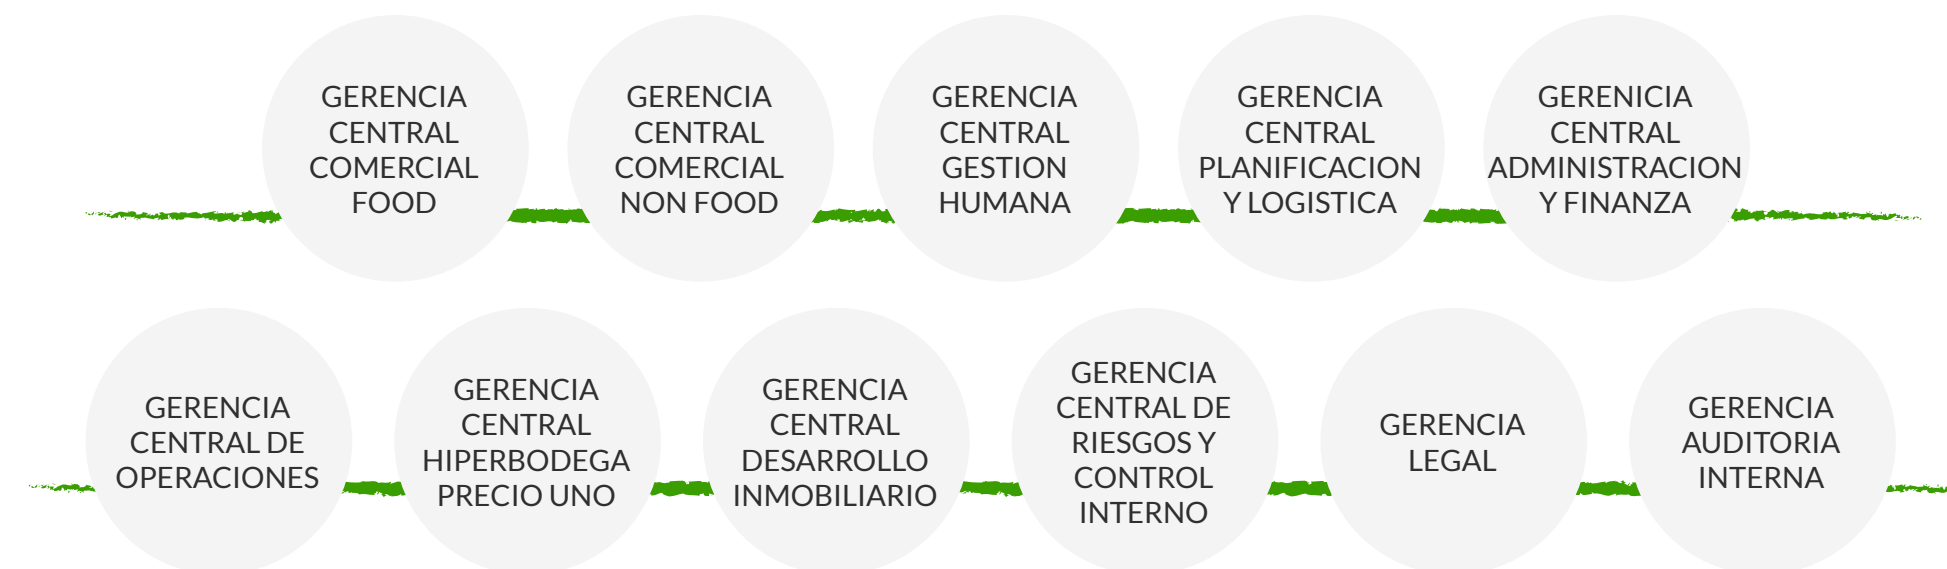 GERENCIA
CENTRAL
COMERCIAL
FOOD
GERENCIA
CENTRAL
COMERCIAL
NON FOOD
GERENCIA
CENTRAL
GESTION
HUMANA
GERENCIA
CENTRAL
PLANIFICACION
Y LOGISTICA
GERENICIA
CENTRAL
ADMINISTRACION
Y FINANZA
GERENCIA
CENTRAL DE
OPERACIONES
GERENCIA
CENTRAL
HIPERBODEGA
PRECIO UNO
GERENCIA
CENTRAL
DESARROLLO
INMOBILIARIO
GERENCIA
CENTRAL DE
RIESGOS Y
CONTROL
INTERNO
GERENCIA
LEGAL
GERENCIA
AUDITORIA
INTERNA